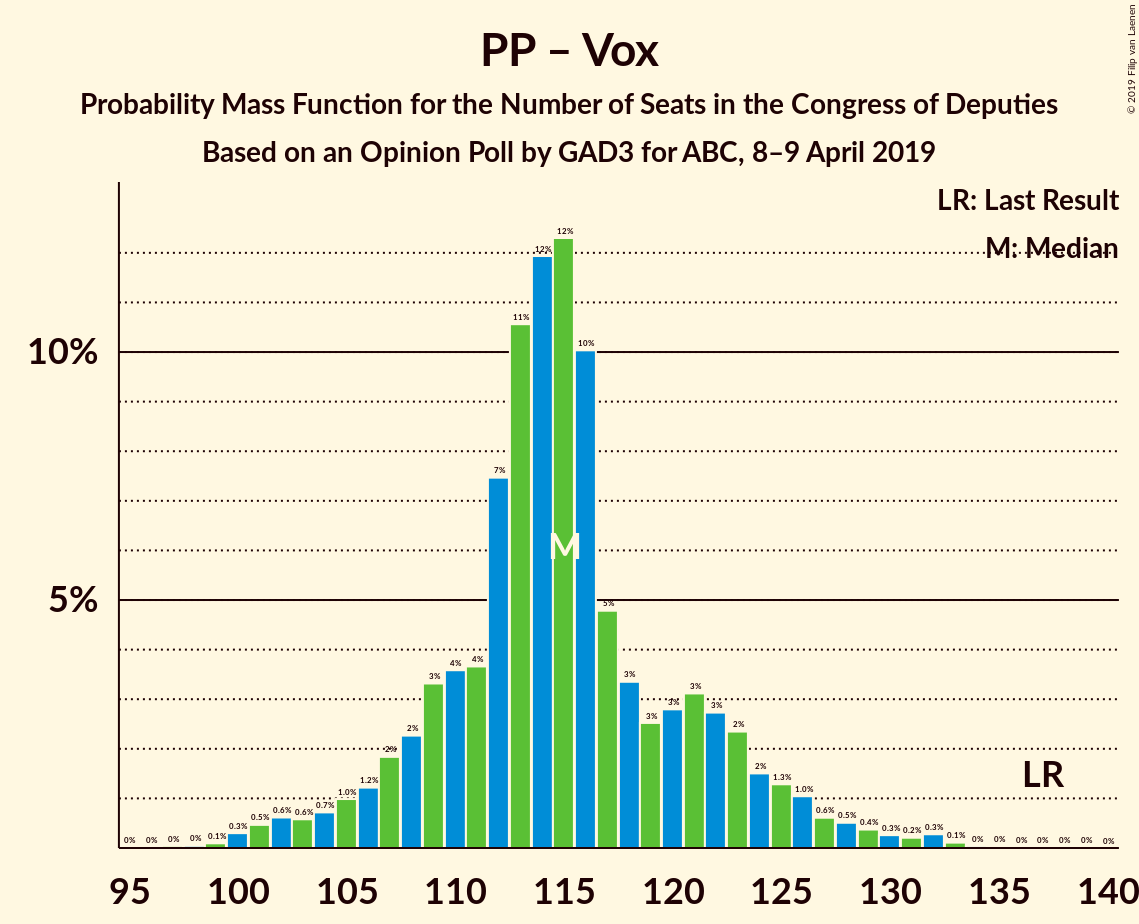 PP – Vox
Probability Mass Function for the Number of Seats in the Congress of Deputies
Based on an Opinion Poll by GAD3 for ABC, 8–9 April 2019
© 2019 Filip van Laenen
LR: Last Result
M: Median
10%
5%
0% 0% 0% 0% 0.1% 0.3% 0.5% 0.6% 0.6% 0.7% 1.0% 1.2% 2% 2% 3% 4% 4% 7% 11% 12% 12% 10% 5% 3% 3% 3% 3% 3% 2% 2% 1.3% 1.0% 0.6% 0.5% 0.4% 0.3% 0.2% 0.3% 0.1% 0% 0% 0% 0% 0% 0% 0%
M
LR
95 100 105 110 115 120 125 130 135 140